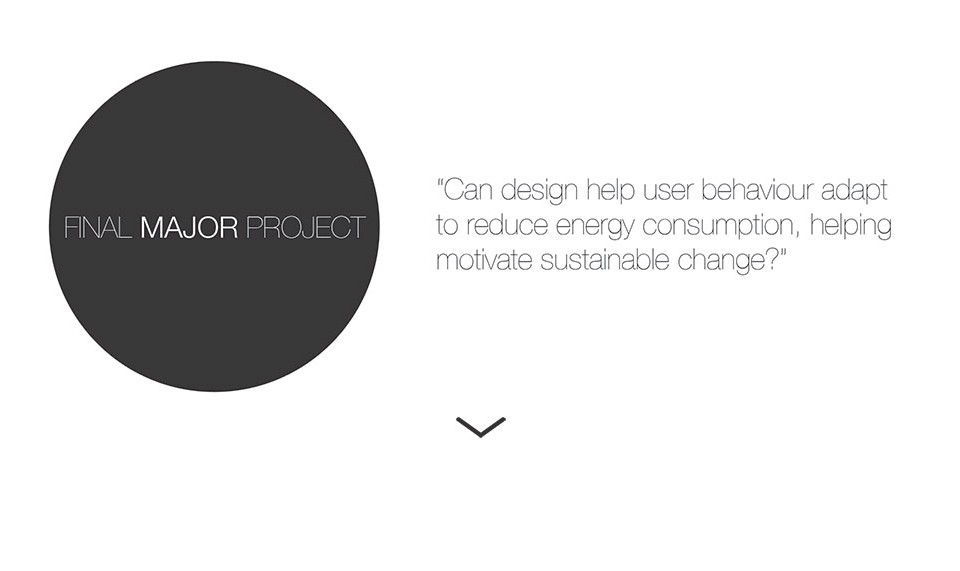 FINAL MAJOR PROJECT
"Can design help user behaviour adapt
to reduce energy consumption, helping
motivate sustainable change?"